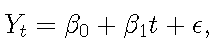 Y_t = β_0 + β_1 t + ϵ,